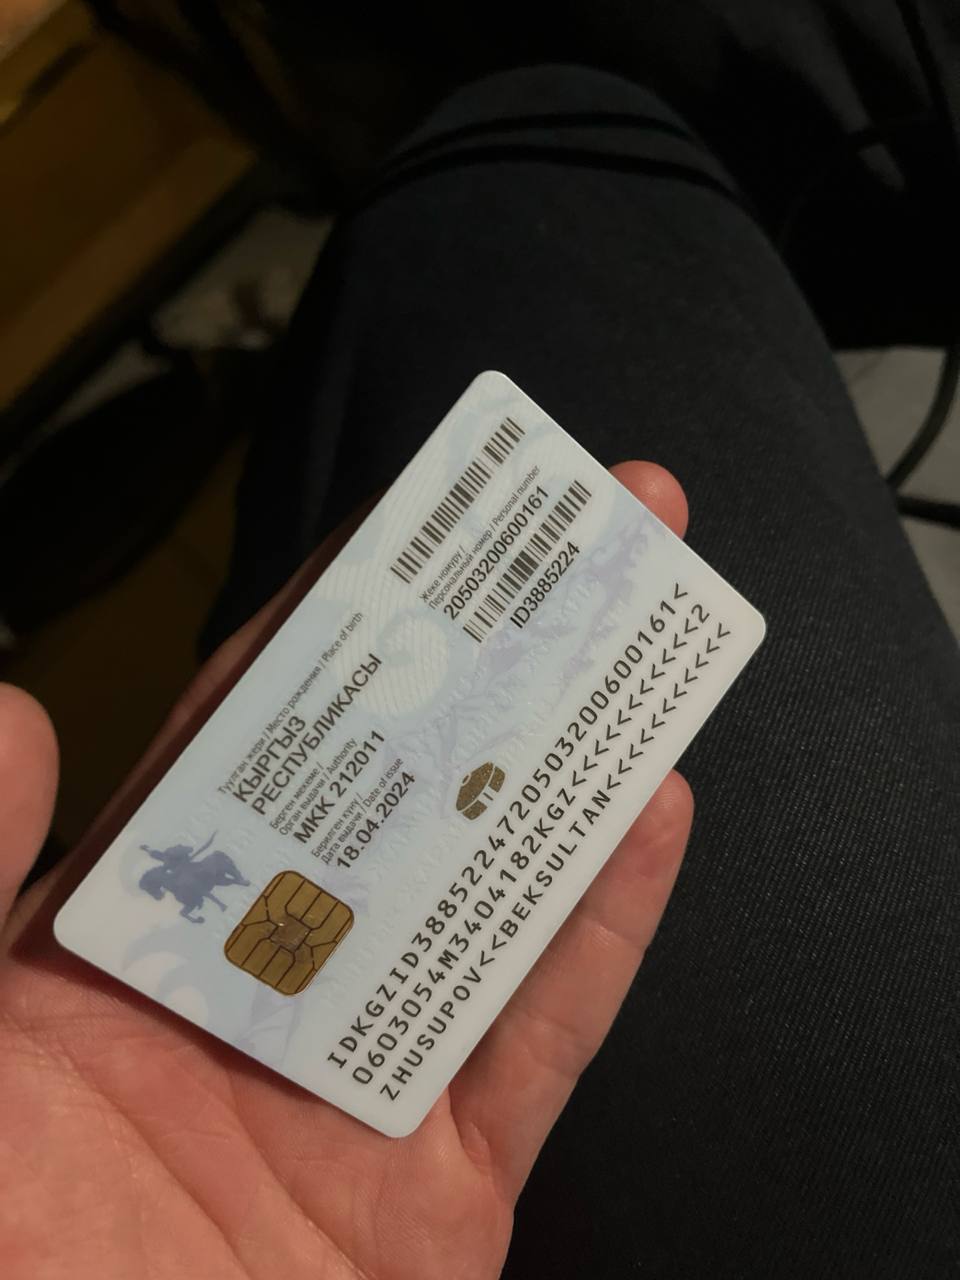 Туулган жери / Место рождения / Place of birth
КЫРГЫЗ
РЕСПУБЛИКАСЫ
Берген мекеме /
Орган выдачи / Authority
МКК 212011
Берилген күнү /
Дата выдачи / Date of issue
18.04.2024
Жеке номуру /
Персональный номер / Personal number
20503200600161
ID3885224
IDKGZID3885224720503200600161<
0603054M3404182KGZ<<<<<<<<<<<2
ZHUSUPOV<<BEKSULTAN<<<<<<<<<<<